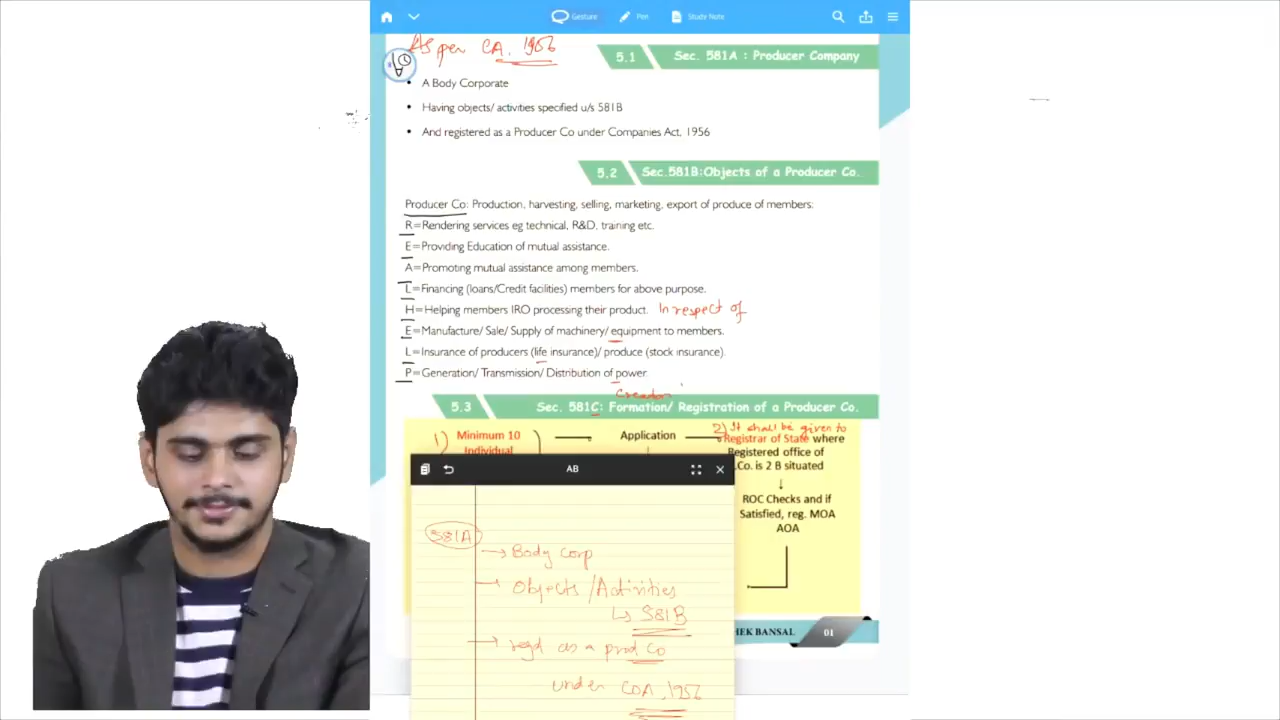 Gesture Pen Study Note
As per CA, 1956
5.1 Sec. 581A : Producer Company
• A Body Corporate
• Having objects/ activities specified u/s 581B
• And registered as a Producer Co under Companies Act, 1956
5.2 Sec.581B:Objects of a Producer Co.
Producer Co: Production, harvesting, selling, marketing, export of produce of members:
R=Rendering services eg technical, R&D, training etc.
E=Providing Education of mutual assistance.
A=Promoting mutual assistance among members.
L=Financing (loans/Credit facilities) members for above purpose.
H=Helping members IRO processing their product. In respect of
E=Manufacture/ Sale/ Supply of machinery/ equipment to members.
L=Insurance of producers (life insurance)/ produce (stock insurance).
P=Generation/ Transmission/ Distribution of power
Creation
5.3 Sec. 581C: Formation/ Registration of a Producer Co.
2) It shall be given to
1) Minimum 10 Application Registrar of State where
Individual Registered office of
.Co. is 2 B situated
AB
ROC Checks and if
Satisfied, reg. MOA
AOA
581A
→ Body Corp
→ Objects /Activities
↳ 581B
→ regd as a prod Co
HEK BANSAL 01
under COA, 1956